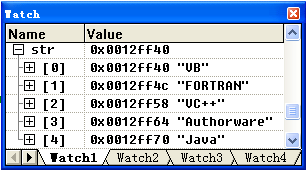 Watch
Name Value
str 0x0012ff40
[0] 0x0012ff40 "VB"
[1] 0x0012ff4c "FORTRAN"
[2] 0x0012ff58 "VC++"
[3] 0x0012ff64 "Authorware"
[4] 0x0012ff70 "Java"
Watch1 Watch2 Watch3 Watch4